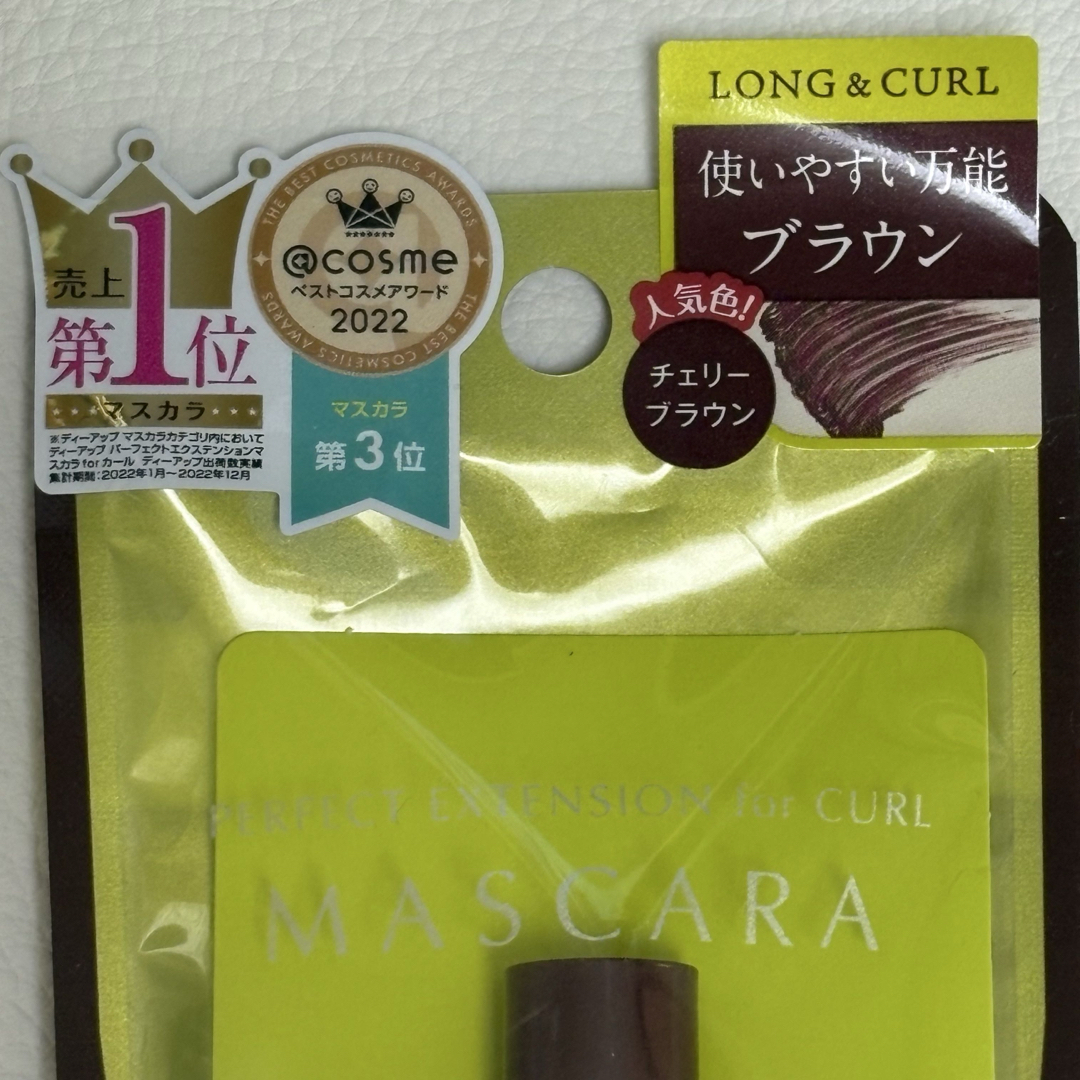 LONG & CURL
使いやすい万能
ブラウン
人気色!
チェリー
ブラウン
売上
第1位
マスカラ
※ディーアップ マスカラカテゴリ内において
ディーアップ パーフェクトエクステンションマ
スカラ for カール ディーアップ出荷数実績
集計期間:2022年1月~2022年12月
THE BEST COSMETICS AWARDS
@cosme
ベストコスメアワード
2022
THE BEST COSMETICS AWARDS
マスカラ
第3位
PERFECT EXTENSION for CURL
MASCARA